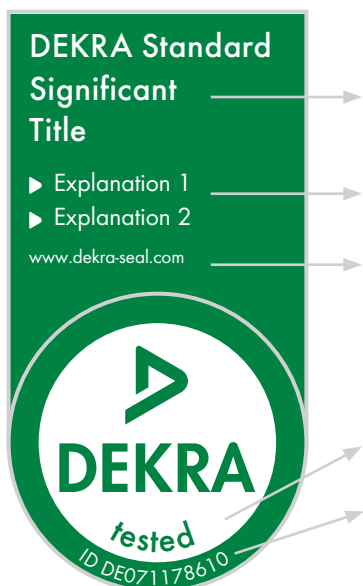 DEKRA Standard
Significant
Title
Explanation 1
Explanation 2
www.dekra-seal.com
DEKRA
tested
ID DE071178610